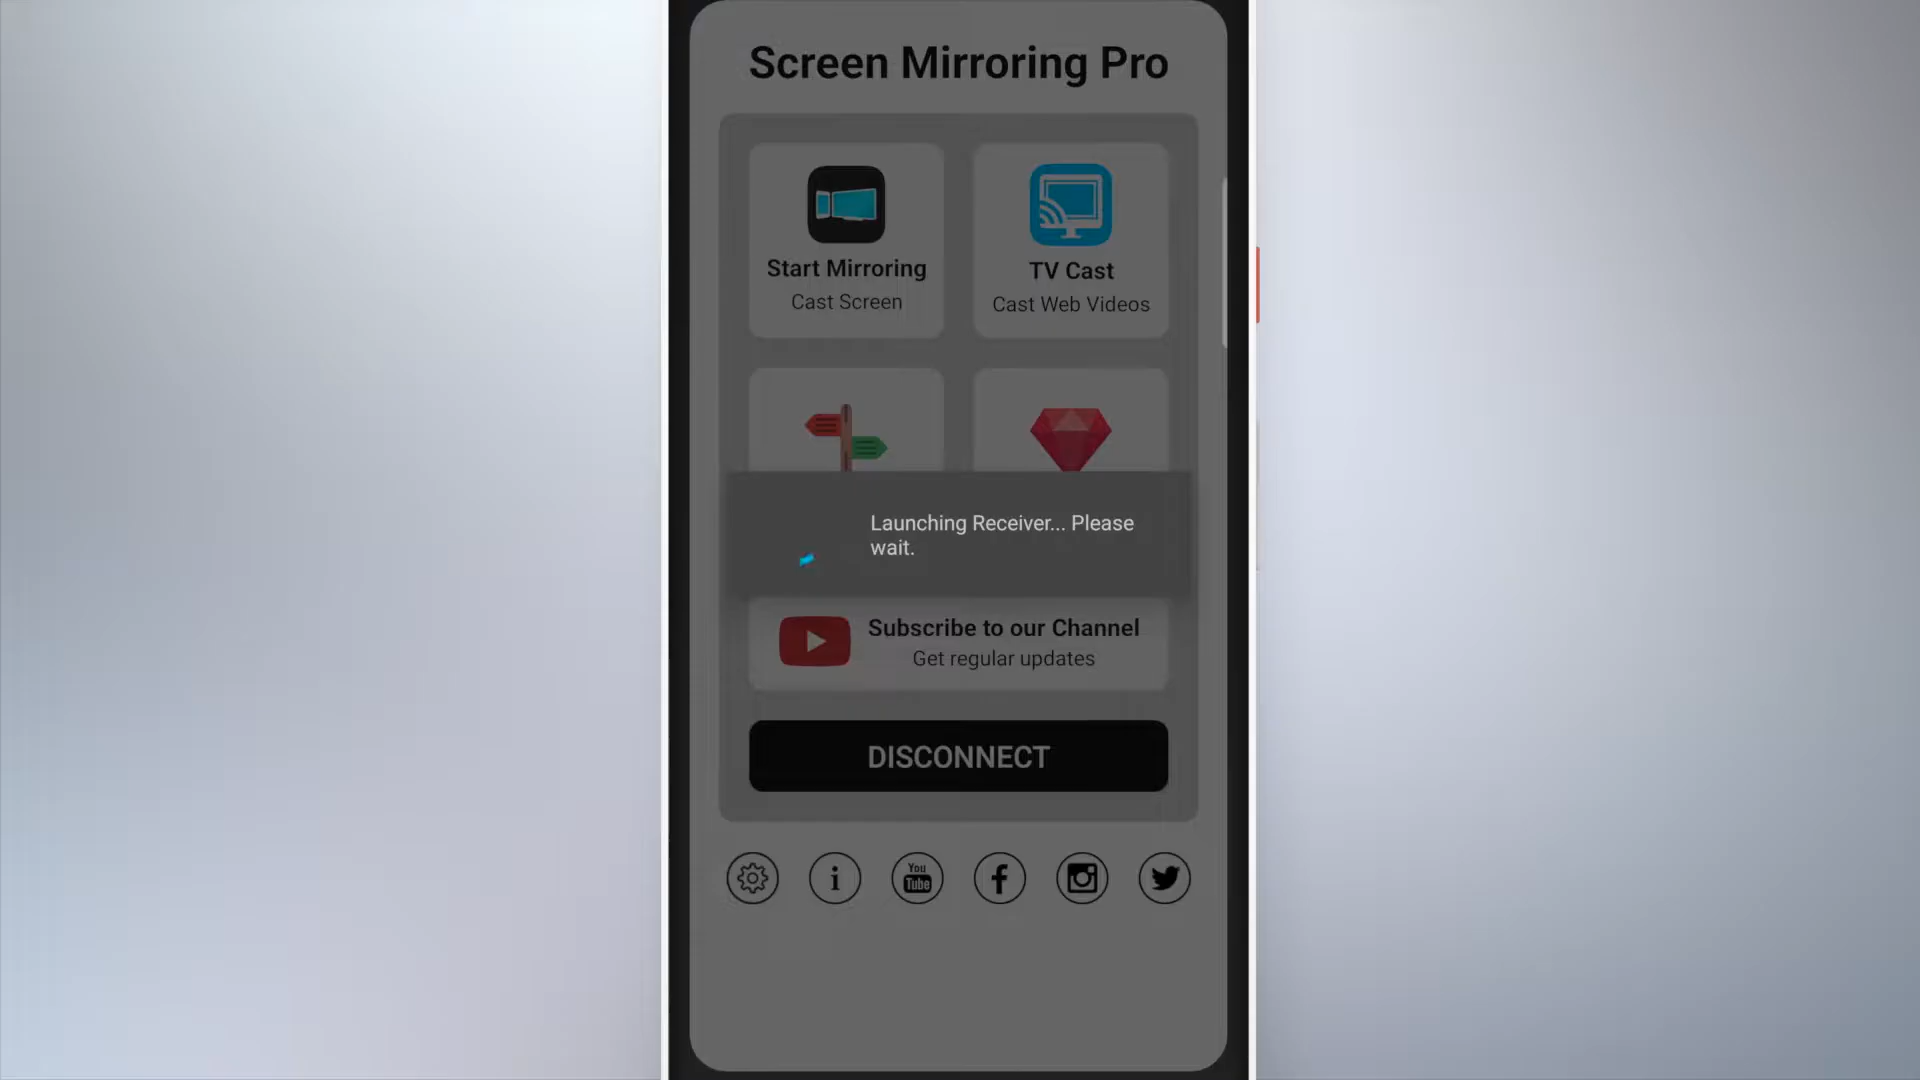 Screen Mirroring Pro
Start Mirroring
Cast Screen
TV Cast
Cast Web Videos
Launching Receiver... Please
wait.
Subscribe to our Channel
Get regular updates
DISCONNECT
i
You
Tube
f